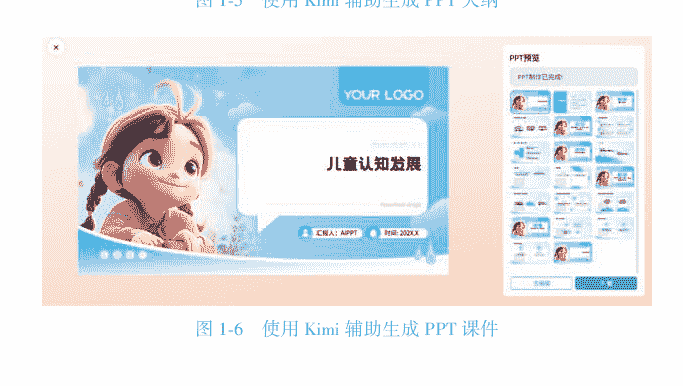 图 1-5 使用 Kimi 辅助生成 PPT 大纲
PPT预览
PPT制作已完成!
YOUR LOGO
儿童认知发展
汇报人：AiPPT
时间: 202X.X
图 1-6 使用 Kimi 辅助生成 PPT 课件